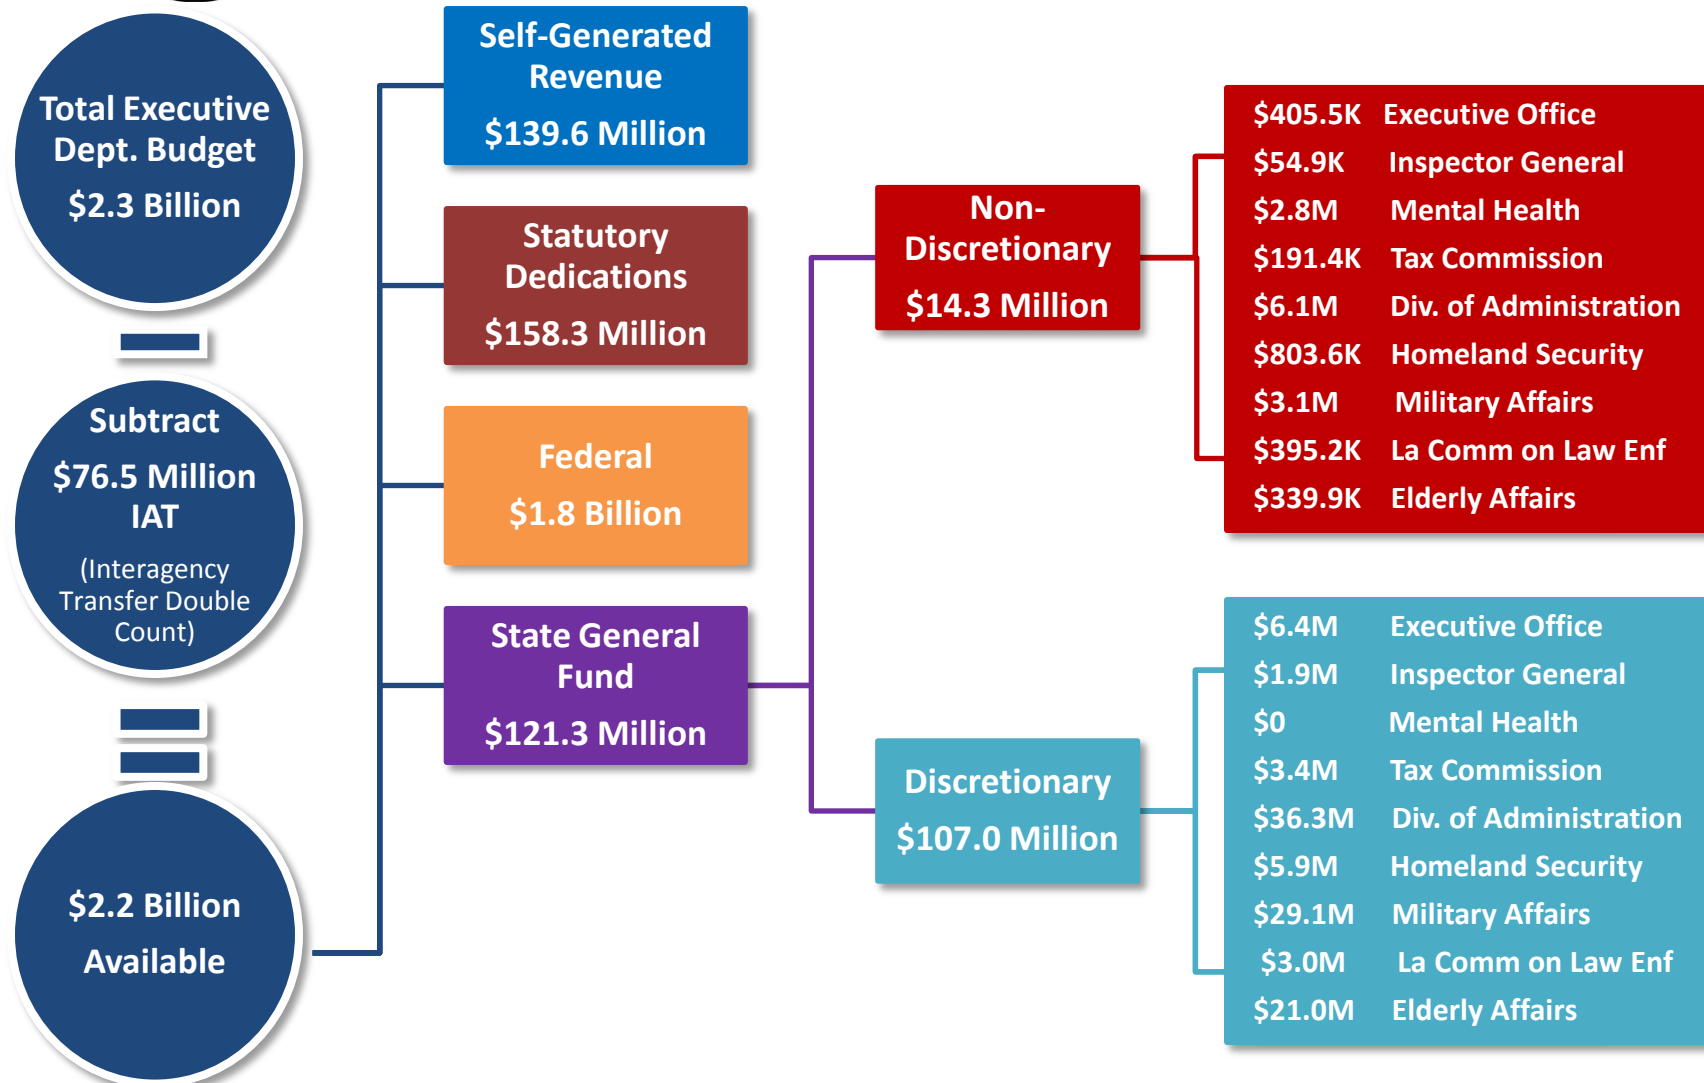 Total Executive
Dept. Budget
$2.3 Billion
Subtract
$76.5 Million
IAT
(Interagency
Transfer Double
Count)
$2.2 Billion
Available
Self-Generated
Revenue
$139.6 Million
Statutory
Dedications
$158.3 Million
Federal
$1.8 Billion
State General
Fund
$121.3 Million
Non-
Discretionary
$14.3 Million
Discretionary
$107.0 Million
$405.5K Executive Office
$54.9K Inspector General
$2.8M Mental Health
$191.4K Tax Commission
$6.1M Div. of Administration
$803.6K Homeland Security
$3.1M Military Affairs
$395.2K La Comm on Law Enf
$339.9K Elderly Affairs
$6.4M Executive Office
$1.9M Inspector General
$0 Mental Health
$3.4M Tax Commission
$36.3M Div. of Administration
$5.9M Homeland Security
$29.1M Military Affairs
$3.0M La Comm on Law Enf
$21.0M Elderly Affairs